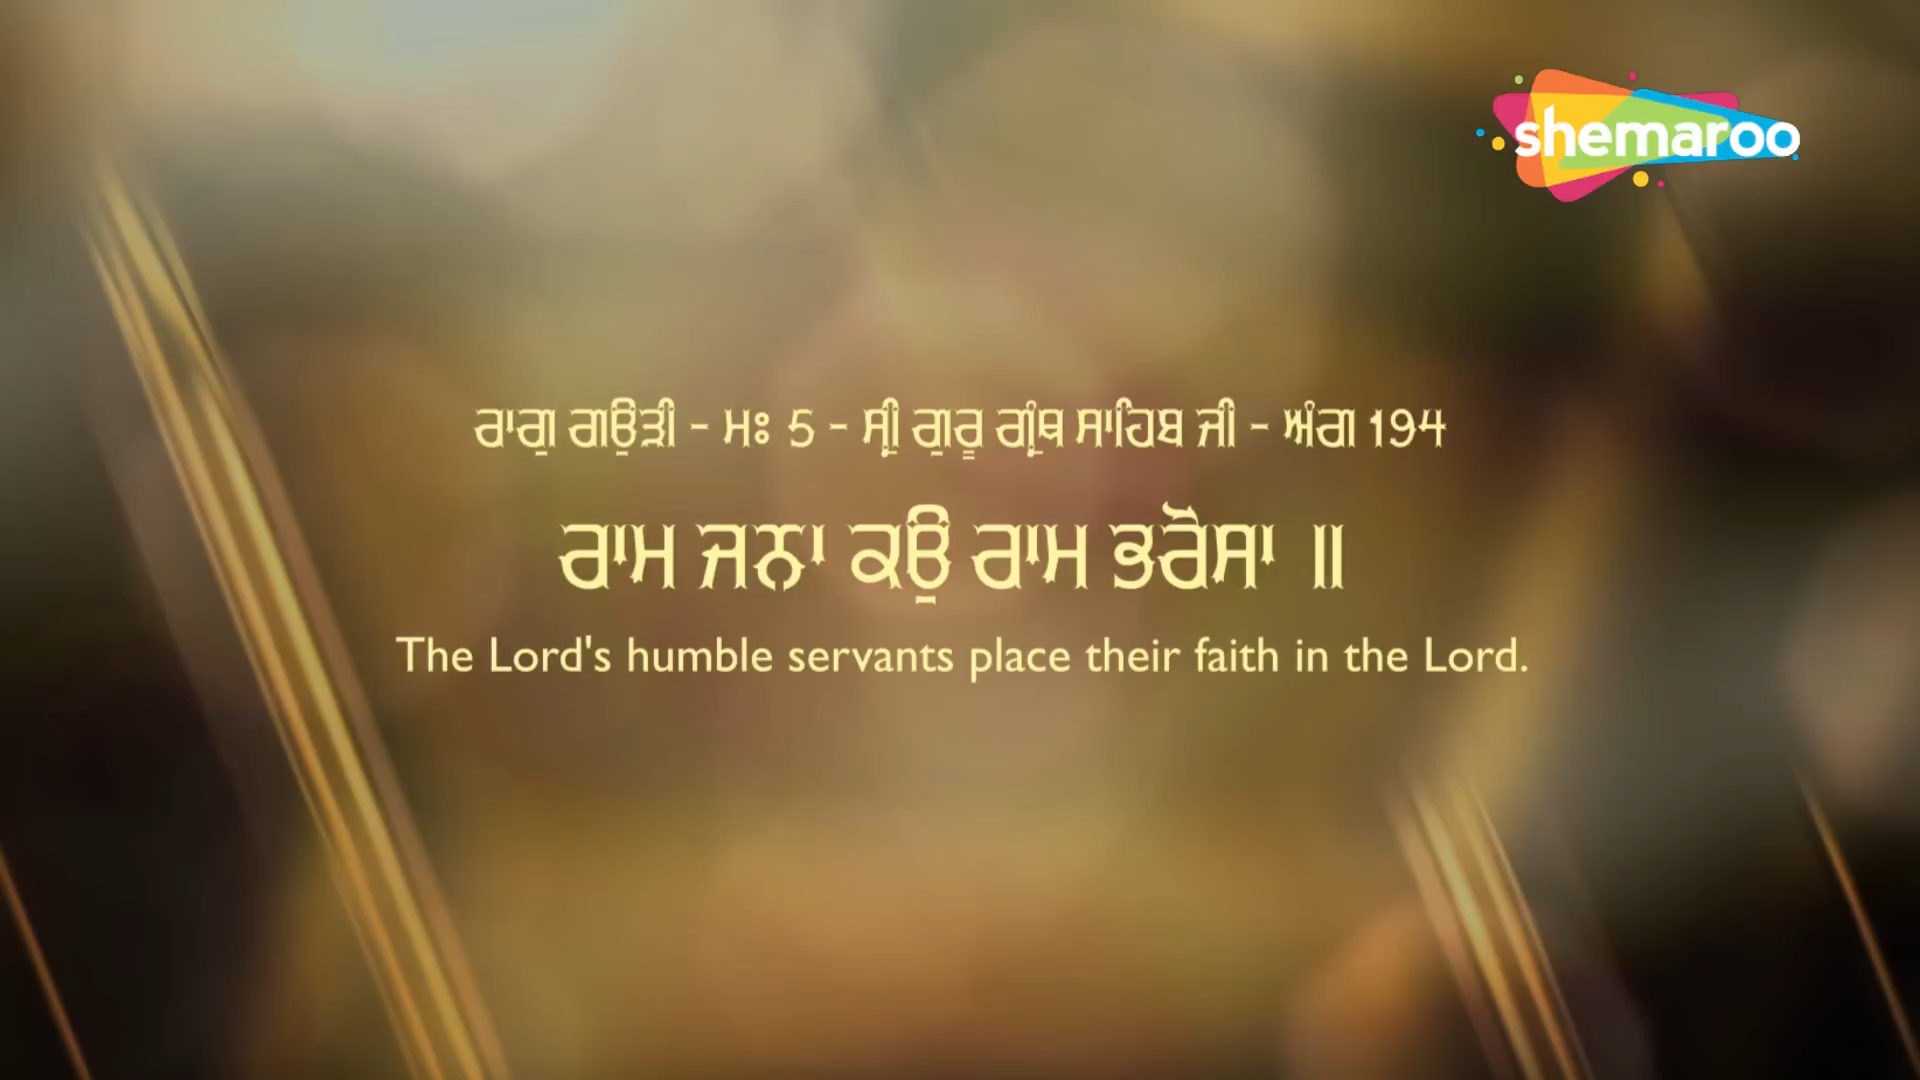 shemaroo
ਰਾਗੁ ਗਉੜੀ - ਮਃ 5 - ਸ੍ਰੀ ਗੁਰੂ ਗ੍ਰੰਥ ਸਾਹਿਬ ਜੀ - ਅੰਗ 194
ਰਾਮ ਜਨਾ ਕਉ ਰਾਮ ਭਰੋਸਾ ॥
The Lord's humble servants place their faith in the Lord.